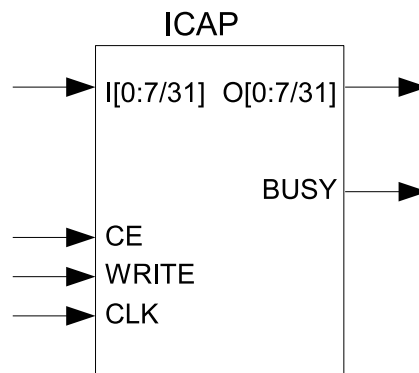 ICAP
I[0:7/31] O[0:7/31]
BUSY
CE
WRITE
CLK